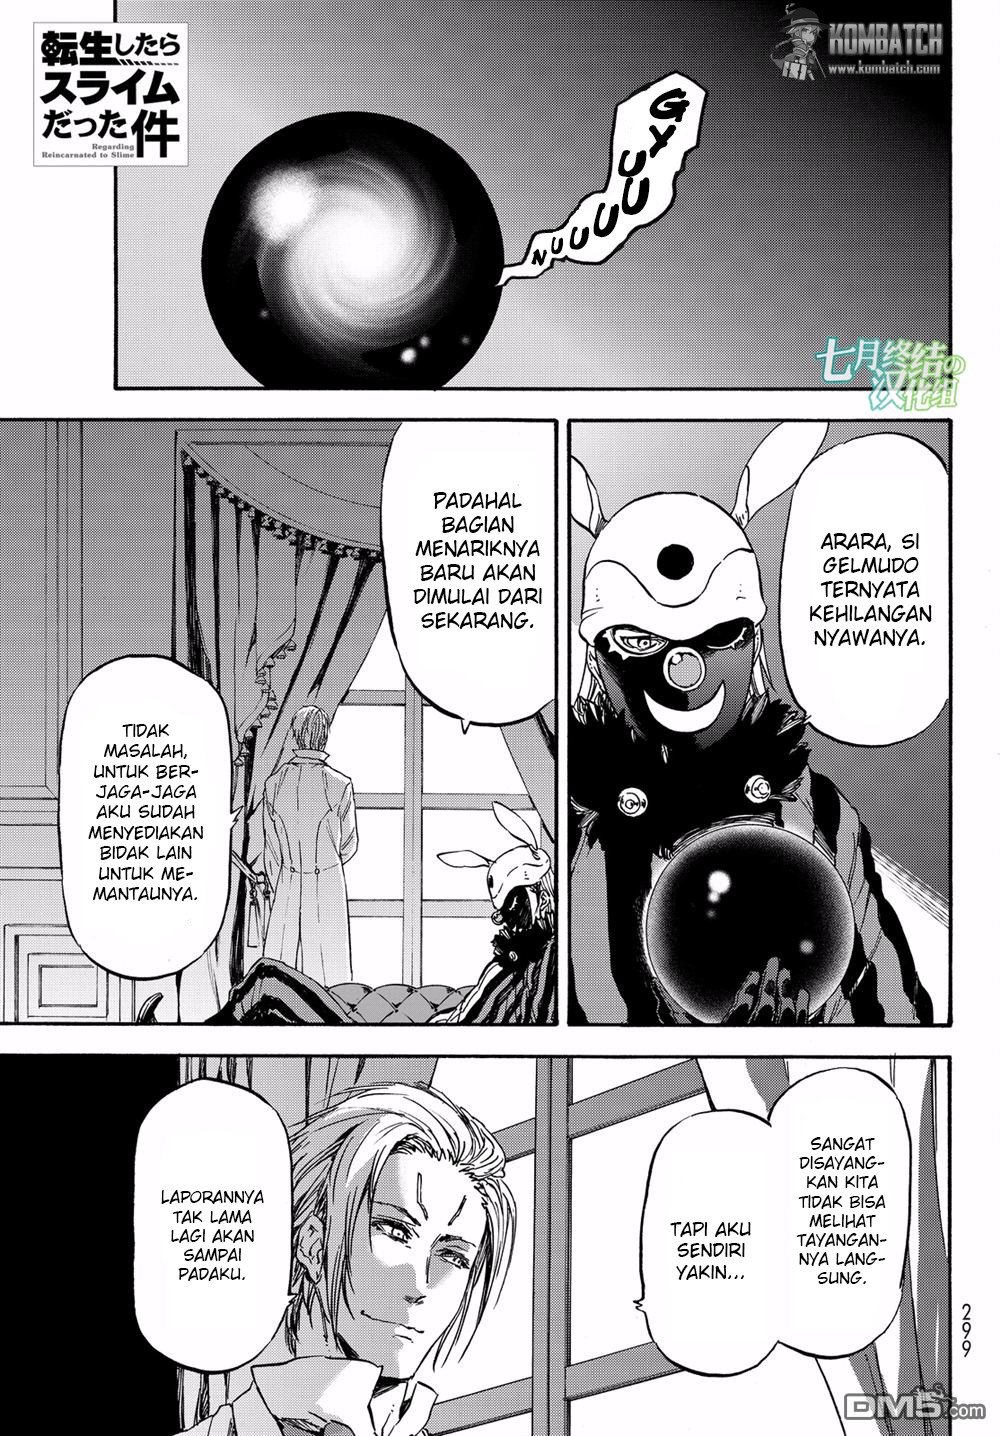 転生したら
スライム
だった件
Regarding
Reincarnated to Slime
KOMBATCH
www.kombatch.com
GYUUUUUUNN
七月终结の
汉化组
ARARA, SI
GELMUDO
TERNYATA
KEHILANGAN
NYAWANYA.
PADAHAL
BAGIAN
MENARIKNYA
BARU AKAN
DIMULAI DARI
SEKARANG.
TIDAK
MASALAH,
UNTUK BER-
JAGA-JAGA
AKU SUDAH
MENYEDIAKAN
BIDAK LAIN
UNTUK ME-
MANTAUNYA.
SANGAT
DISAYANG-
KAN KITA
TIDAK BISA
MELIHAT
TAYANGAN-
NYA LANG-
SUNG.
TAPI AKU
SENDIRI
YAKIN...
LAPORANNYA
TAK LAMA
LAGI AKAN
SAMPAI
PADAKU.
299
DM5.com